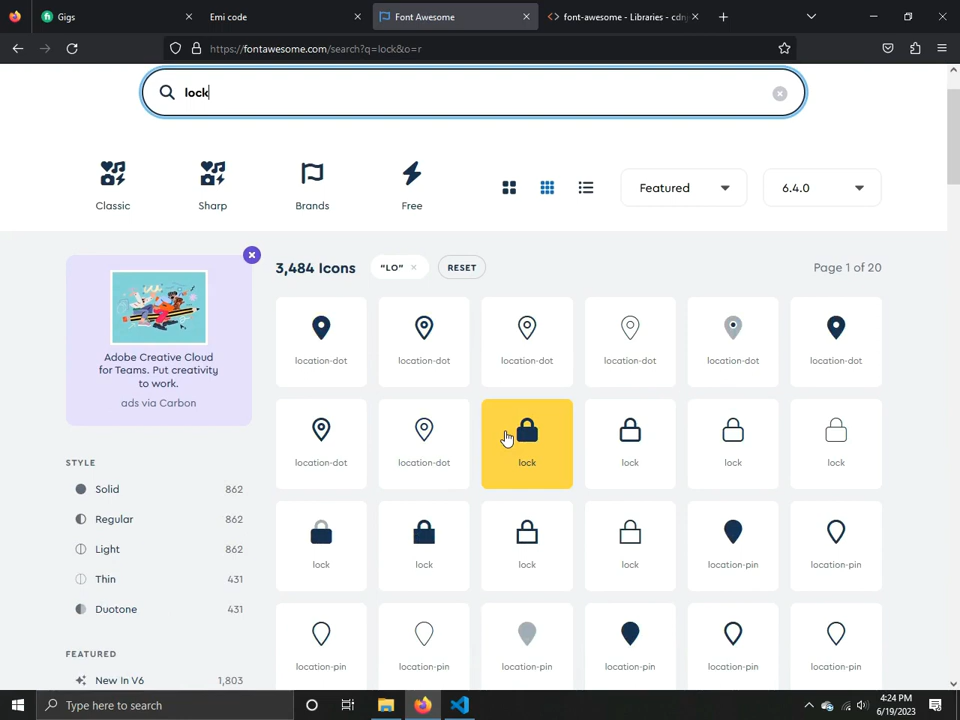 Gigs
Emi code
Font Awesome
font-awesome - Libraries - cdnj
https://fontawesome.com/search?q=lock&o=r
lock
Classic
Sharp
Brands
Free
Featured
6.4.0
3,484 Icons
"LO"
RESET
Page 1 of 20
Adobe Creative Cloud
for Teams. Put creativity
to work.
ads via Carbon
location-dot
location-dot
location-dot
location-dot
location-dot
location-dot
location-dot
location-dot
lock
lock
lock
lock
lock
lock
lock
lock
location-pin
location-pin
location-pin
location-pin
location-pin
location-pin
location-pin
location-pin
STYLE
Solid 862
Regular 862
Light 862
Thin 431
Duotone 431
FEATURED
New In V6 1,803
Type here to search
4:24 PM
6/19/2023